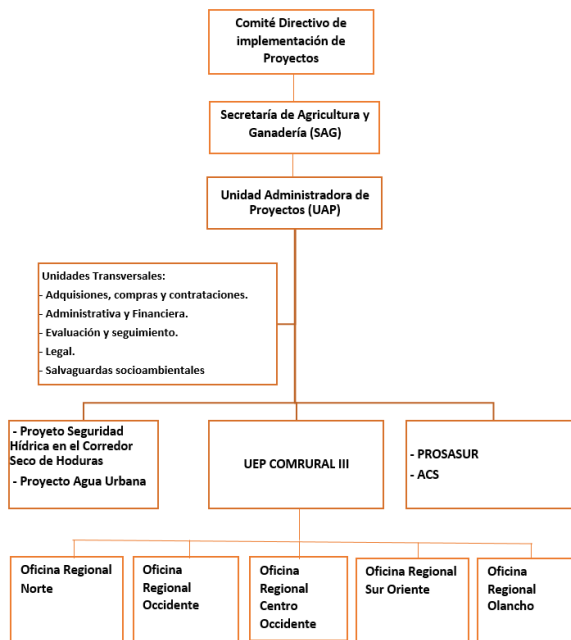 Comité Directivo de
implementación de
Proyectos
Secretaría de Agricultura y
Ganadería (SAG)
Unidad Administradora de
Proyectos (UAP)
Unidades Transversales:
- Adquisiones, compras y contrataciones.
- Administrativa y Financiera.
- Evaluación y seguimiento.
- Legal.
- Salvaguardas socioambientales
- Proyeto Seguridad
Hídrica en el Corredor
Seco de Hoduras
- Proyecto Agua Urbana
UEP COMRURAL III
- PROSASUR
- ACS
Oficina Regional
Norte
Oficina
Regional
Occidente
Oficina
Regional
Centro
Occidente
Oficina Regional
Sur Oriente
Oficina
Regional
Olancho